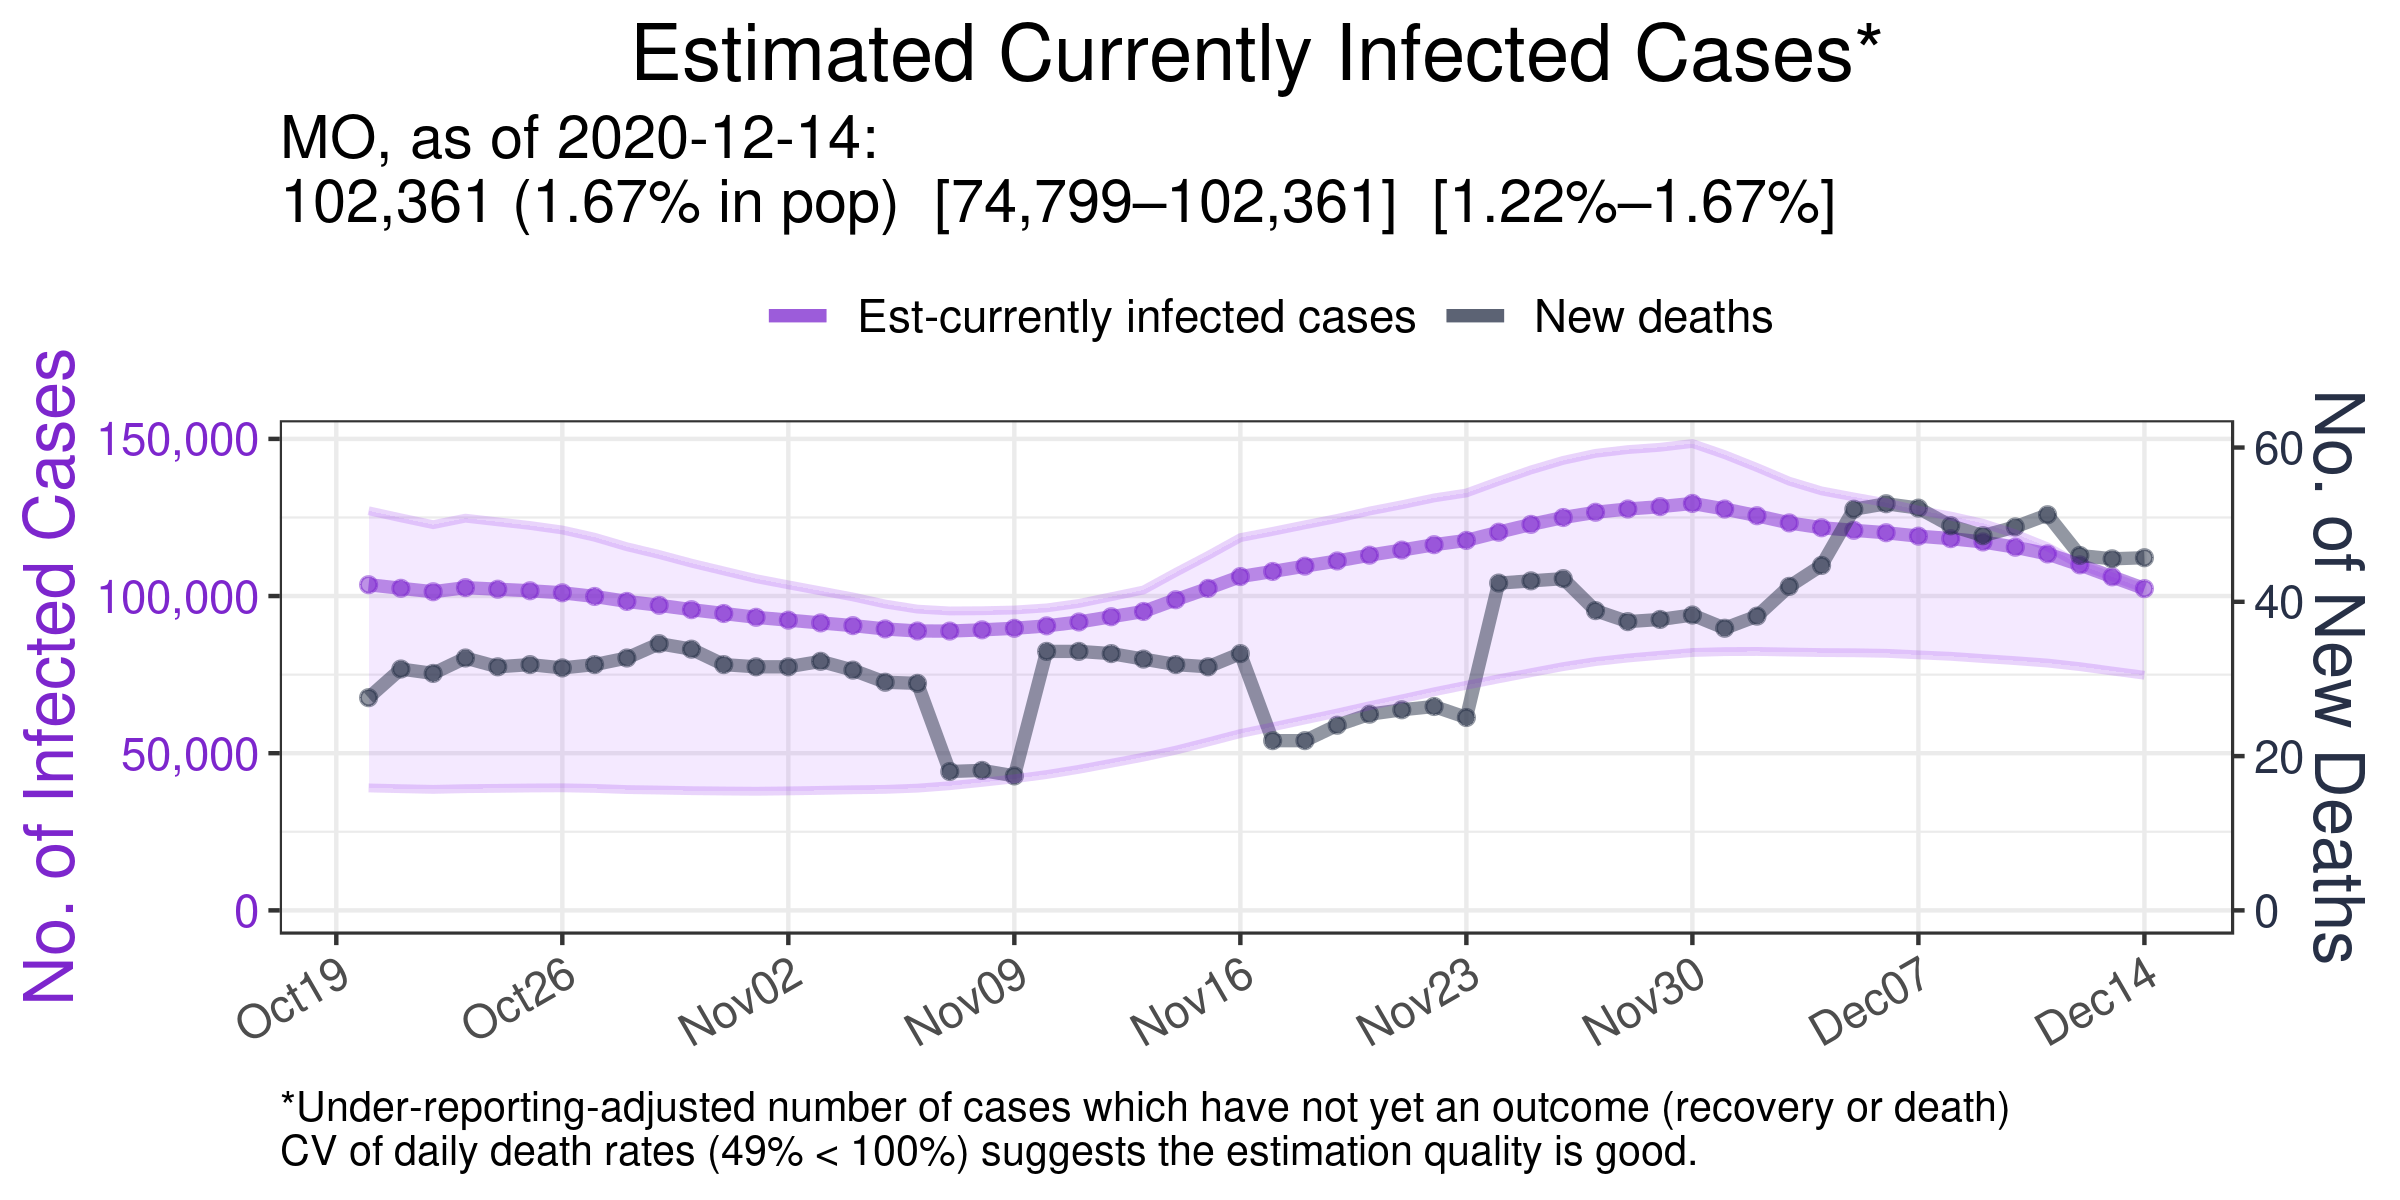 Estimated Currently Infected Cases*
MO, as of 2020-12-14:
102,361 (1.67% in pop) [74,799–102,361] [1.22%–1.67%]
Est-currently infected cases
New deaths
No. of Infected Cases
150,000
100,000
50,000
0
60
40
20
0
No. of New Deaths
Oct19
Oct26
Nov02
Nov09
Nov16
Nov23
Nov30
Dec07
Dec14
*Under-reporting-adjusted number of cases which have not yet an outcome (recovery or death)
CV of daily death rates (49% < 100%) suggests the estimation quality is good.